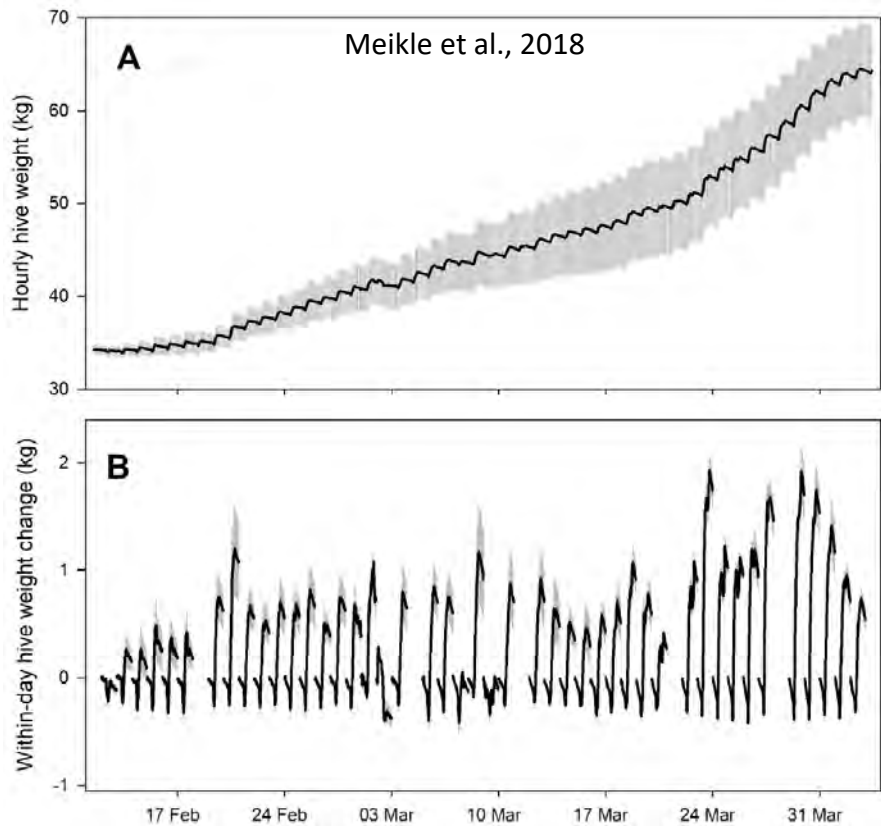 Meikle et al., 2018
A
Hourly hive weight (kg)
70
60
50
40
30
B
Within-day hive weight change (kg)
2
1
0
-1
17 Feb 24 Feb 03 Mar 10 Mar 17 Mar 24 Mar 31 Mar